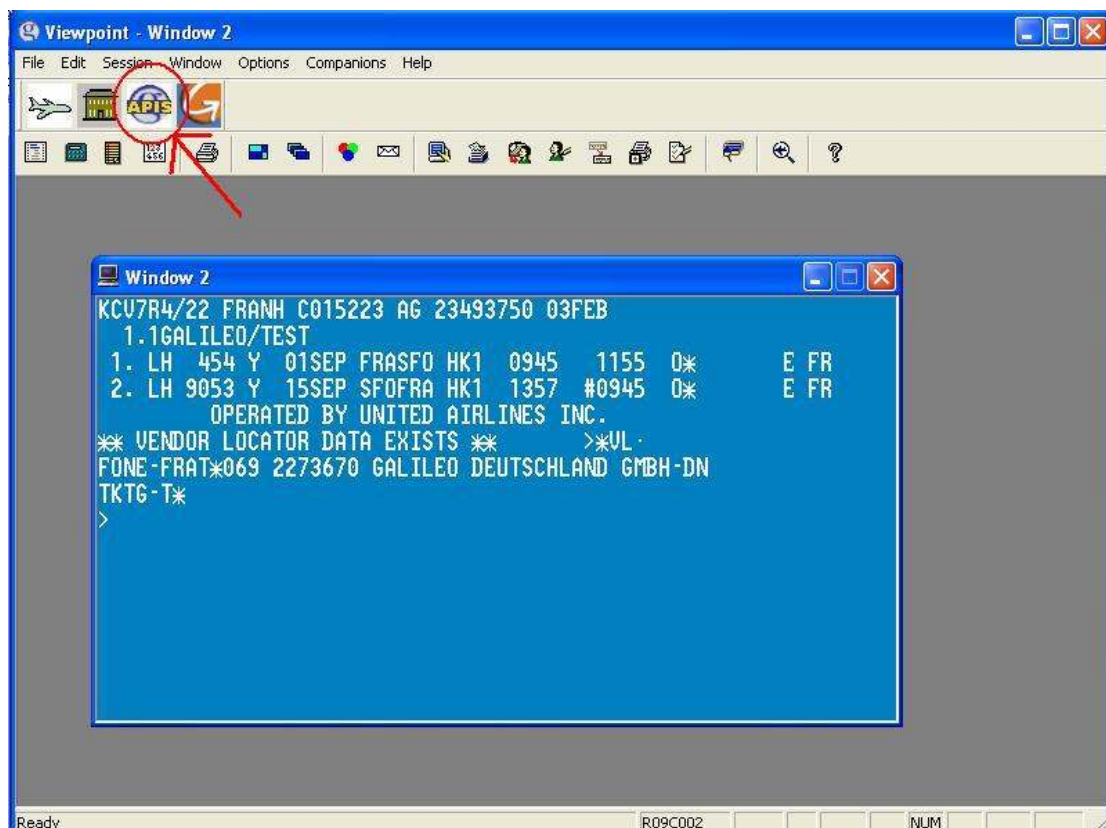 Viewpoint - Window 2
File Edit Session Window Options Companions Help
APIS
Window 2
KCV7R4/22 FRANH C015223 AG 23493750 03FEB
1.1GALILEO/TEST
1. LH 454 Y 01SEP FRASFO HK1 0945 1155 O* E FR
2. LH 9053 Y 15SEP SFOFRA HK1 1357 #0945 O* E FR
OPERATED BY UNITED AIRLINES INC.
** VENDOR LOCATOR DATA EXISTS ** >*VL·
FONE-FRAT*069 2273670 GALILEO DEUTSCHLAND GMBH-DN
TKTG-T*
>
Ready R09C002 NUM